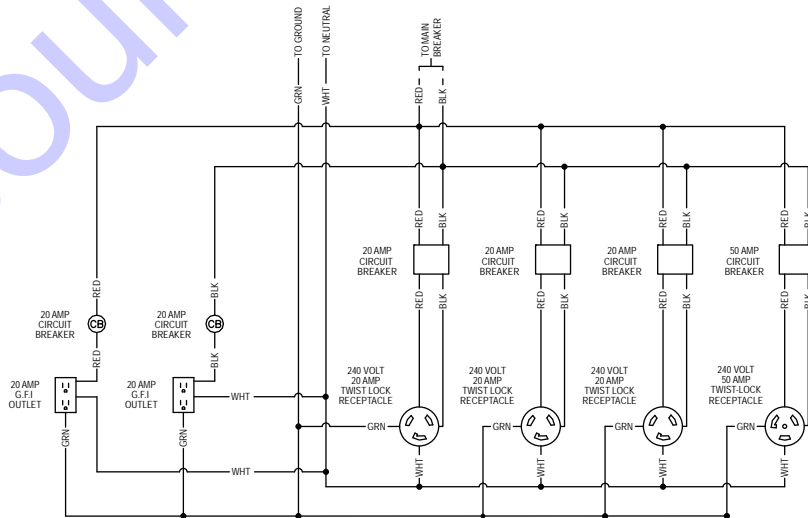 TO GROUND
TO NEUTRAL
TO MAIN
BREAKER
GRN
WHT
RED
BLK
RED
BLK
RED
BLK
RED
BLK
RED
BLK
20 AMP
CIRCUIT
BREAKER
20 AMP
CIRCUIT
BREAKER
20 AMP
CIRCUIT
BREAKER
50 AMP
CIRCUIT
BREAKER
RED
BLK
RED
BLK
RED
BLK
RED
BLK
RED
BLK
20 AMP
CIRCUIT
BREAKER
CB
20 AMP
CIRCUIT
BREAKER
CB
RED
BLK
20 AMP
G.F.I
OUTLET
20 AMP
G.F.I
OUTLET
240 VOLT
20 AMP
TWIST LOCK
RECEPTACLE
240 VOLT
20 AMP
TWIST LOCK
RECEPTACLE
240 VOLT
20 AMP
TWIST LOCK
RECEPTACLE
240 VOLT
50 AMP
TWIST-LOCK
RECEPTACLE
WHT
GRN
GRN
GRN
GRN
GRN
GRN
WHT
WHT
WHT
WHT
WHT